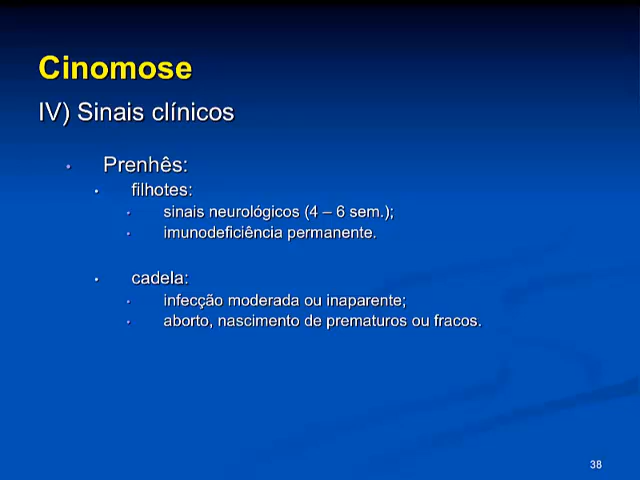 Cinomose
IV) Sinais clínicos
• Prenhês:
• filhotes:
• sinais neurológicos (4 – 6 sem.);
• imunodeficiência permanente.
• cadela:
• infecção moderada ou inaparente;
• aborto, nascimento de prematuros ou fracos.
38